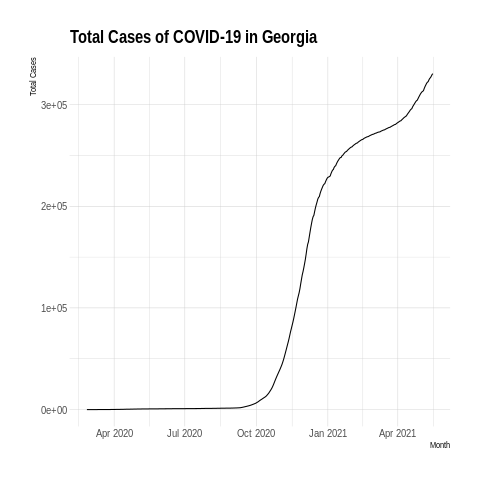 Total Cases of COVID-19 in Georgia
Total Cases
3e+05
2e+05
1e+05
0e+00
Apr 2020 Jul 2020 Oct 2020 Jan 2021 Apr 2021
Month